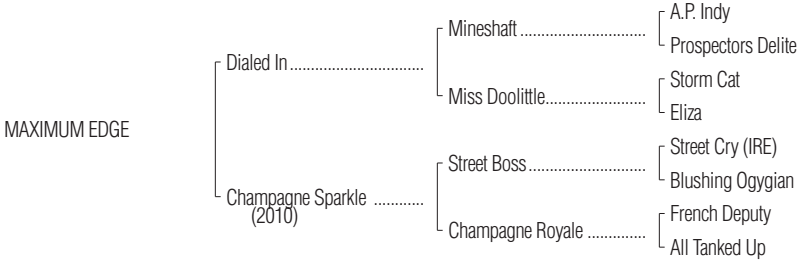 A.P. Indy
Mineshaft ..............................
Prospectors Delite
Dialed In ................................
Storm Cat
Miss Doolittle........................
Eliza
MAXIMUM EDGE
Street Cry (IRE)
Street Boss............................
Blushing Ogygian
Champagne Sparkle ............
(2010)
French Deputy
Champagne Royale ..............
All Tanked Up